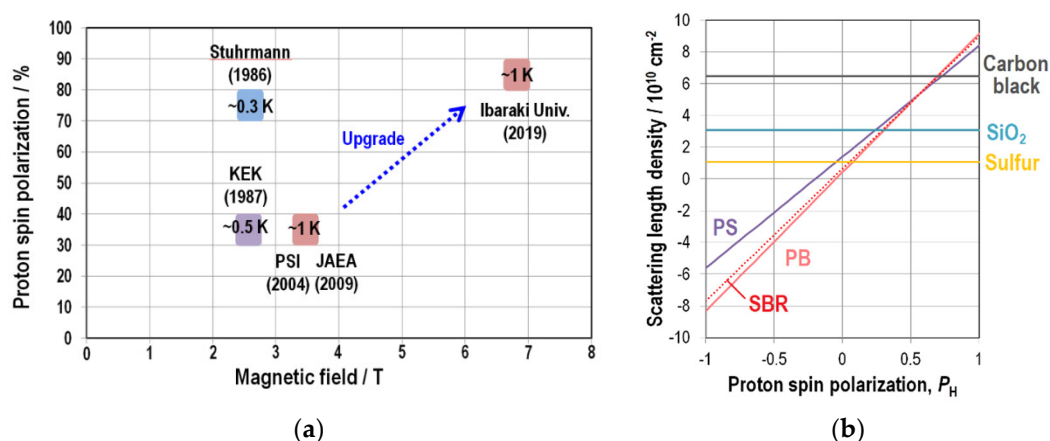 Proton spin polarization / %
100
90
80
70
60
50
40
30
20
10
0
0 1 2 3 4 5 6 7 8
Magnetic field / T
Stuhrmann
(1986)
~0.3 K
KEK
(1987)
~0.5 K
~1 K
PSI JAEA
(2004) (2009)
Upgrade
~1 K
Ibaraki Univ.
(2019)
(a)
Scattering length density / 10¹⁰ cm⁻²
10
8
6
4
2
0
-2
-4
-6
-8
-10
-1 -0.5 0 0.5 1
Proton spin polarization, P_H
PS
PB
SBR
Carbon
black
SiO₂
Sulfur
(b)